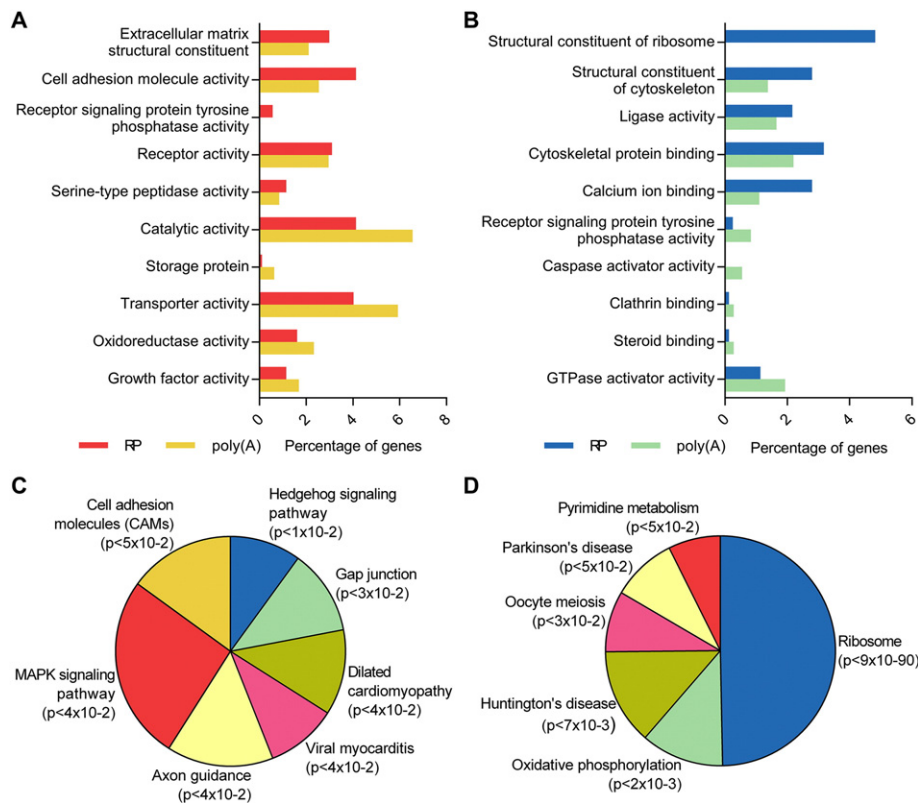 A
Extracellular matrix
structural constituent
Cell adhesion molecule activity
Receptor signaling protein tyrosine
phosphatase activity
Receptor activity
Serine-type peptidase activity
Catalytic activity
Storage protein
Transporter activity
Oxidoreductase activity
Growth factor activity
0
2
4
6
8
RP
poly(A)
Percentage of genes
B
Structural constituent of ribosome
Structural constituent
of cytoskeleton
Ligase activity
Cytoskeletal protein binding
Calcium ion binding
Receptor signaling protein tyrosine
phosphatase activity
Caspase activator activity
Clathrin binding
Steroid binding
GTPase activator activity
0
2
4
6
RP
poly(A)
Percentage of genes
C
Cell adhesion
molecules (CAMs)
(p<5x10-2)
Hedgehog signaling
pathway
(p<1x10-2)
Gap junction
(p<3x10-2)
Dilated
cardiomyopathy
(p<4x10-2)
Viral myocarditis
(p<4x10-2)
Axon guidance
(p<4x10-2)
MAPK signaling
pathway
(p<4x10-2)
D
Pyrimidine metabolism
(p<5x10-2)
Parkinson's disease
(p<5x10-2)
Oocyte meiosis
(p<3x10-2)
Huntington's disease
(p<7x10-3)
Oxidative phosphorylation
(p<2x10-3)
Ribosome
(p<9x10-90)